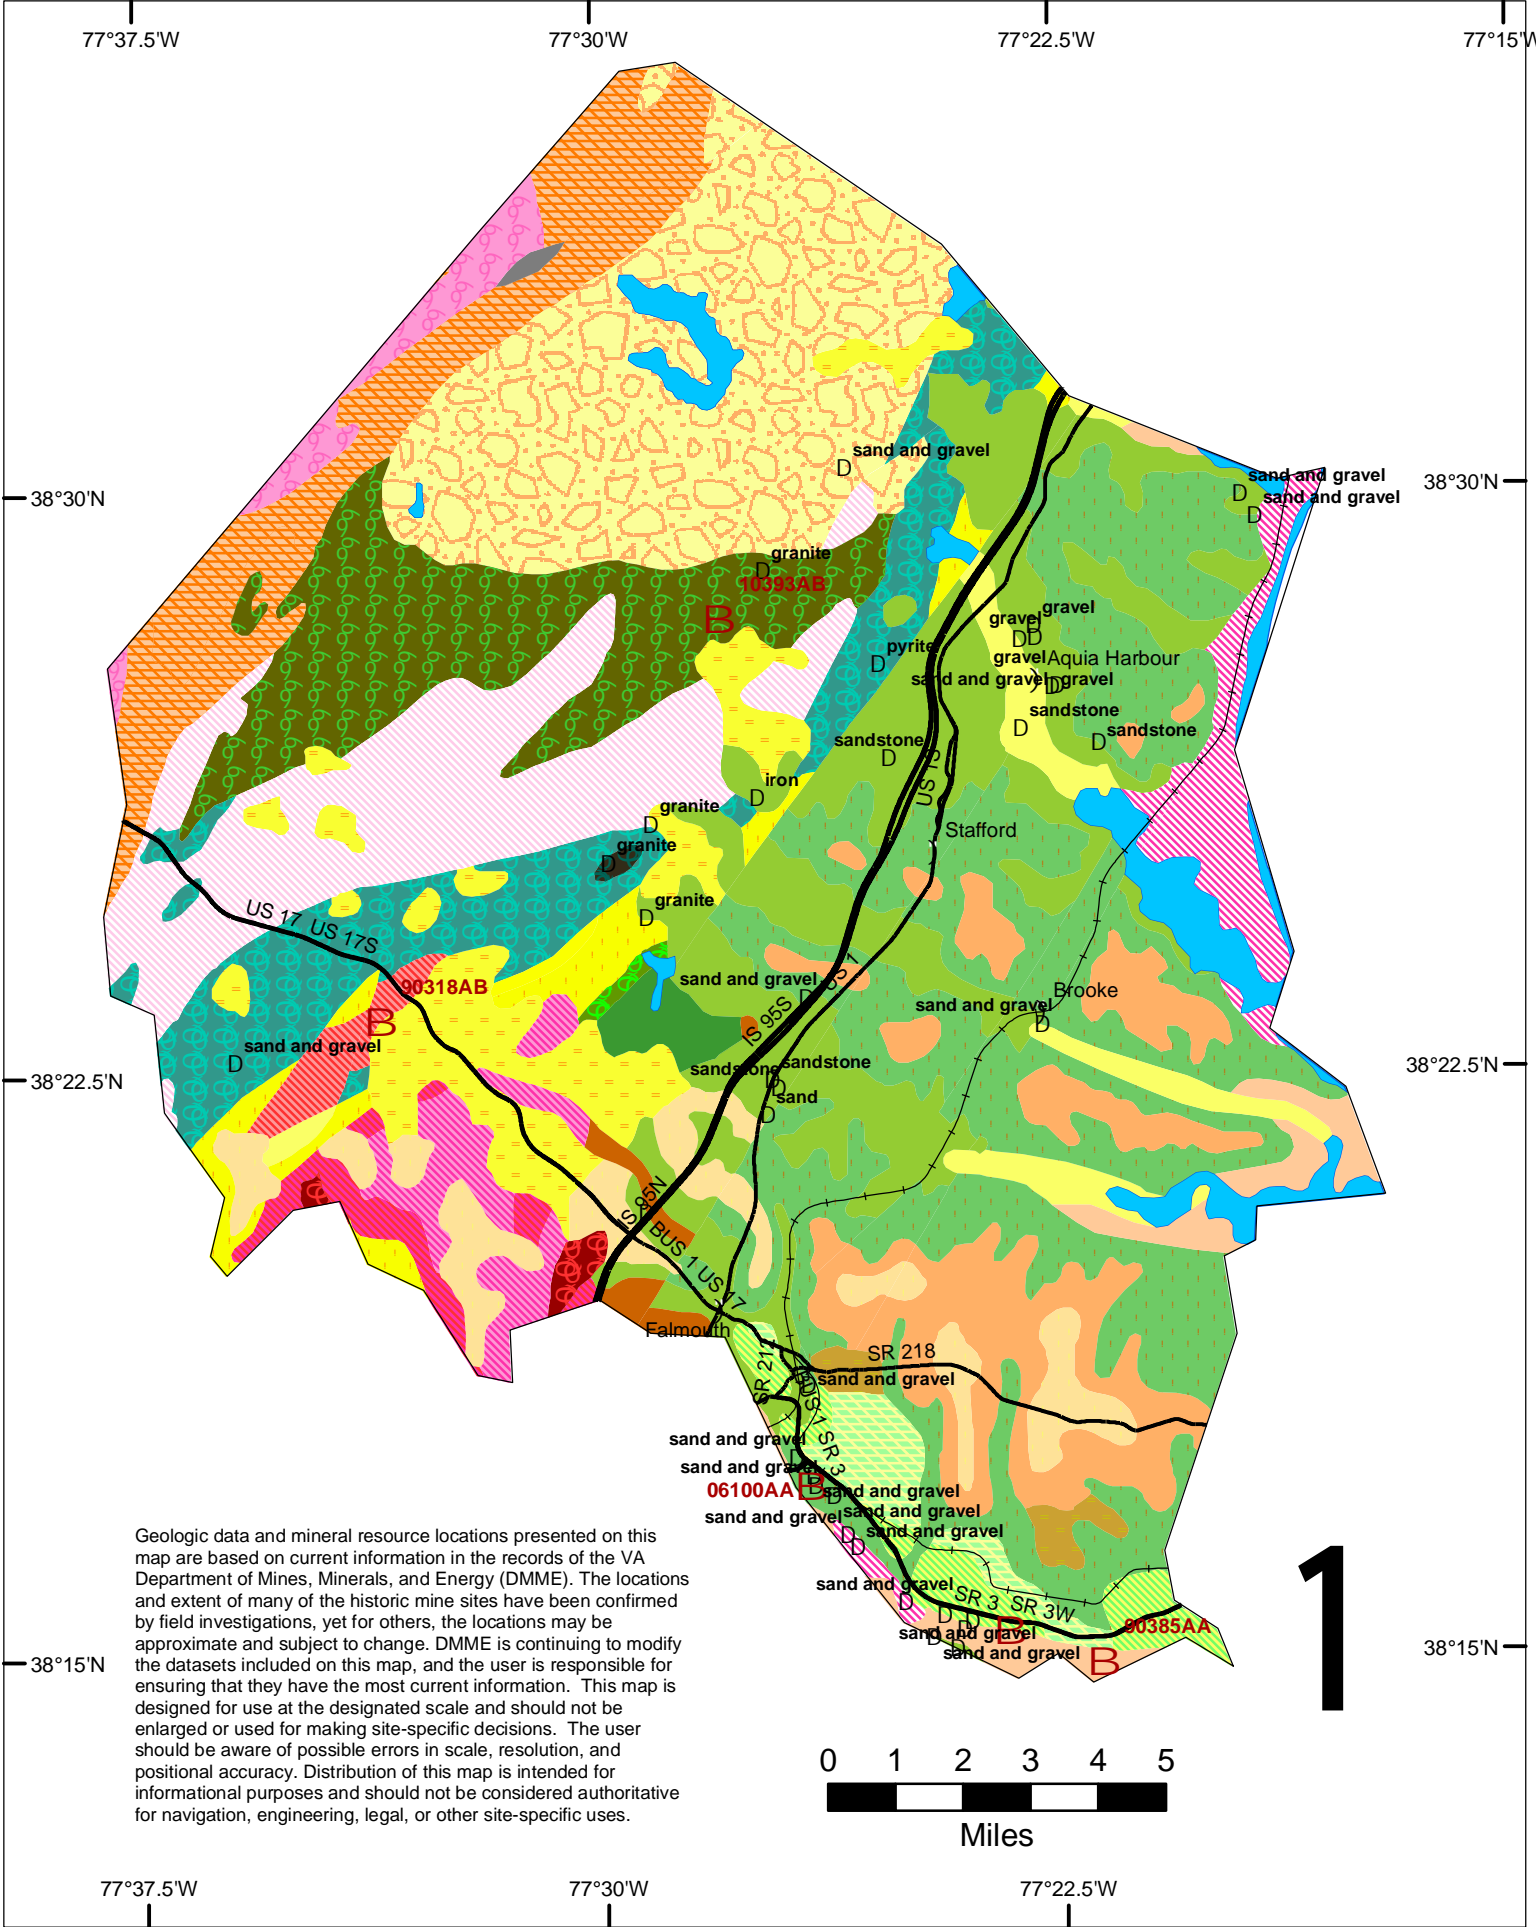 77°37.5'W 77°30'W 77°22.5'W 77°15'W
sand and gravel
38°30'N
38°30'N
sand and gravel
D
D
sand and gravel
D
D
granite
D
10393AB
B
gravel
gravel
D
D
pyrite
D
gravel
Aquia Harbour
sand and gravel
gravel
D
sandstone
D
sandstone
D
sandstone
D
US 1S
iron
D
granite
D
Stafford
granite
D
granite
D
US 17 US 17S
sand and gravel
D
US 1
90318AB
B
Brooke
sand and gravel
D
IS 95S
sand and gravel
D
sandstone
sandstone
D
D
38°22.5'N
38°22.5'N
sand
D
IS 95N
BUS 1 US 17
Falmouth
SR 212
SR 218
sand and gravel
D
BUS 1 SR 3
sand and gravel
D
sand and gravel
06100AA
B
sand and gravel
D
sand and gravel
sand and gravel
sand and gravel
D
D
sand and gravel
D
SR 3 SR 3W
D
D
B
90385AA
sand and gravel
D
D
sand and gravel
D
B
38°15'N
38°15'N
Geologic data and mineral resource locations presented on this
map are based on current information in the records of the VA
Department of Mines, Minerals, and Energy (DMME). The locations
and extent of many of the historic mine sites have been confirmed
by field investigations, yet for others, the locations may be
approximate and subject to change. DMME is continuing to modify
the datasets included on this map, and the user is responsible for
ensuring that they have the most current information. This map is
designed for use at the designated scale and should not be
enlarged or used for making site-specific decisions. The user
should be aware of possible errors in scale, resolution, and
positional accuracy. Distribution of this map is intended for
informational purposes and should not be considered authoritative
for navigation, engineering, legal, or other site-specific uses.
1
0 1 2 3 4 5
Miles
77°37.5'W 77°30'W 77°22.5'W